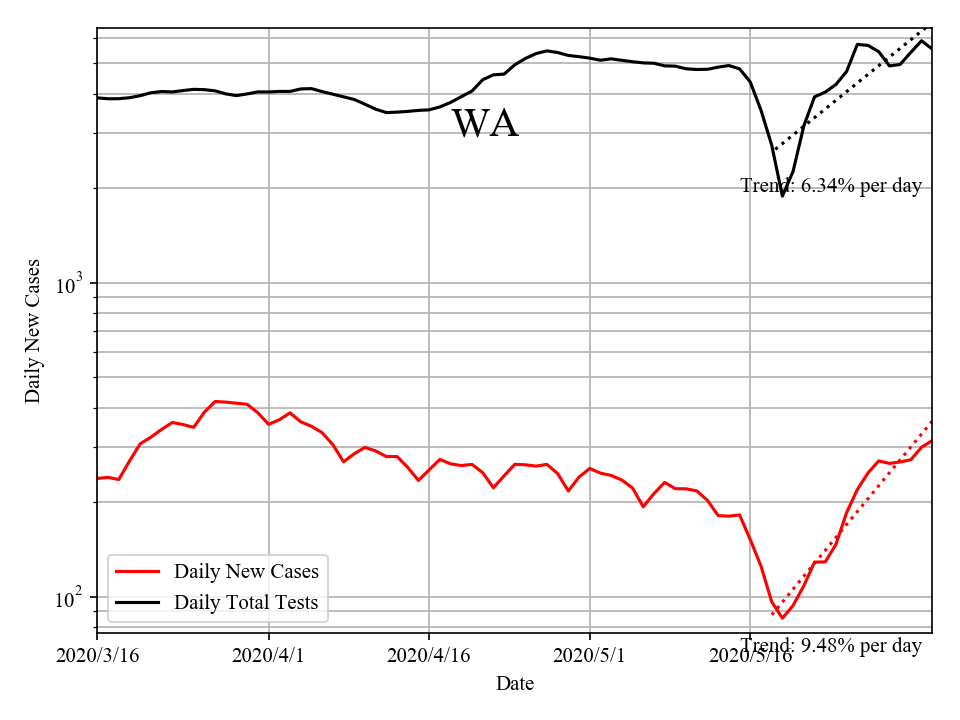 WA
Trend: 6.34% per day
10³
Daily New Cases
10²
Daily New Cases
Daily Total Tests
Trend: 9.48% per day
2020/3/16 2020/4/1 2020/4/16 2020/5/1 2020/5/16
Date